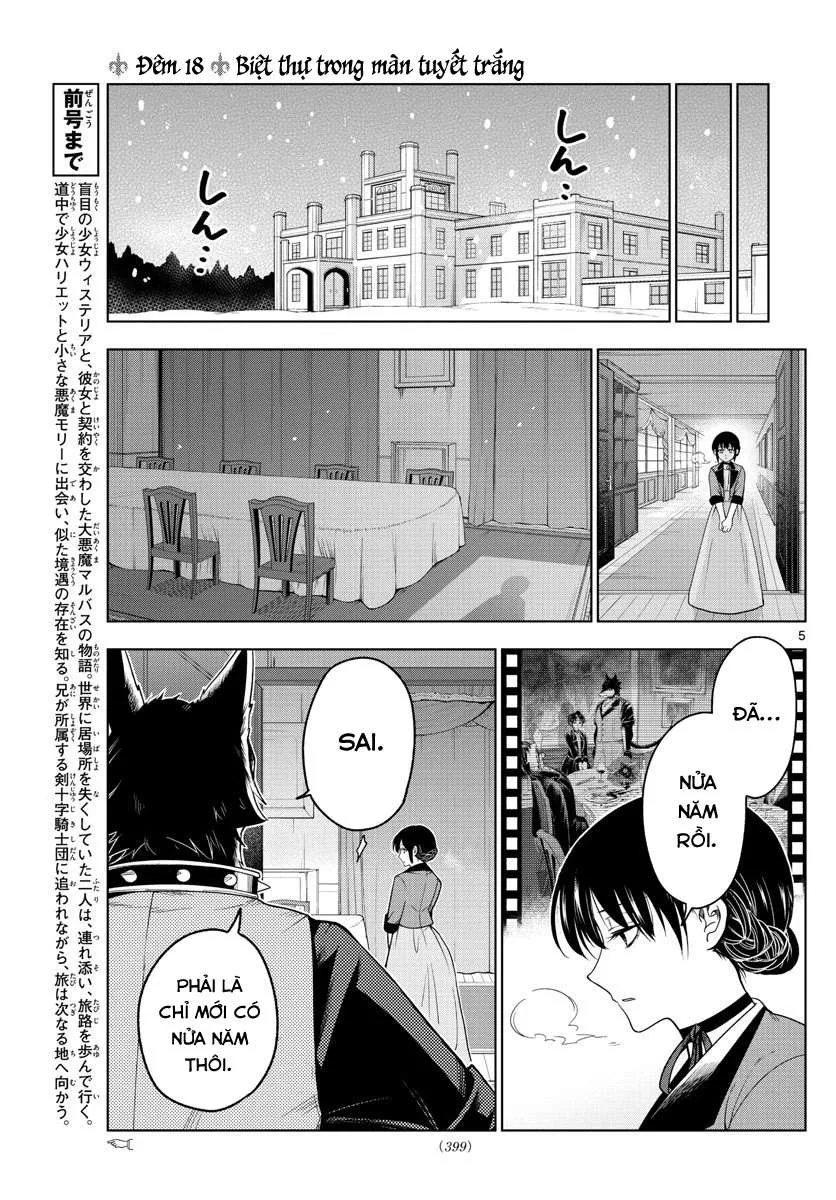 Đêm 18 Biệt thự trong màn tuyết trắng
前号まで
盲目の少女ウィステリアと、彼女と契約を交わした大悪魔マルバスの物語。世界に居場所を失くしていた二人は、連れ添い、旅路を歩んで行く。
道中で少女ハリエットと小さな悪魔モリーに出会い、似た境遇の存在を知る。兄が所属する剣十字騎士団に追われながら、旅は次なる地へ向かう。
しん…
しん…
5
ĐÃ...
NỬA
NĂM
RỒI.
SAI.
PHẢI LÀ
CHỈ MỚI CÓ
NỬA NĂM
THÔI.
(399)